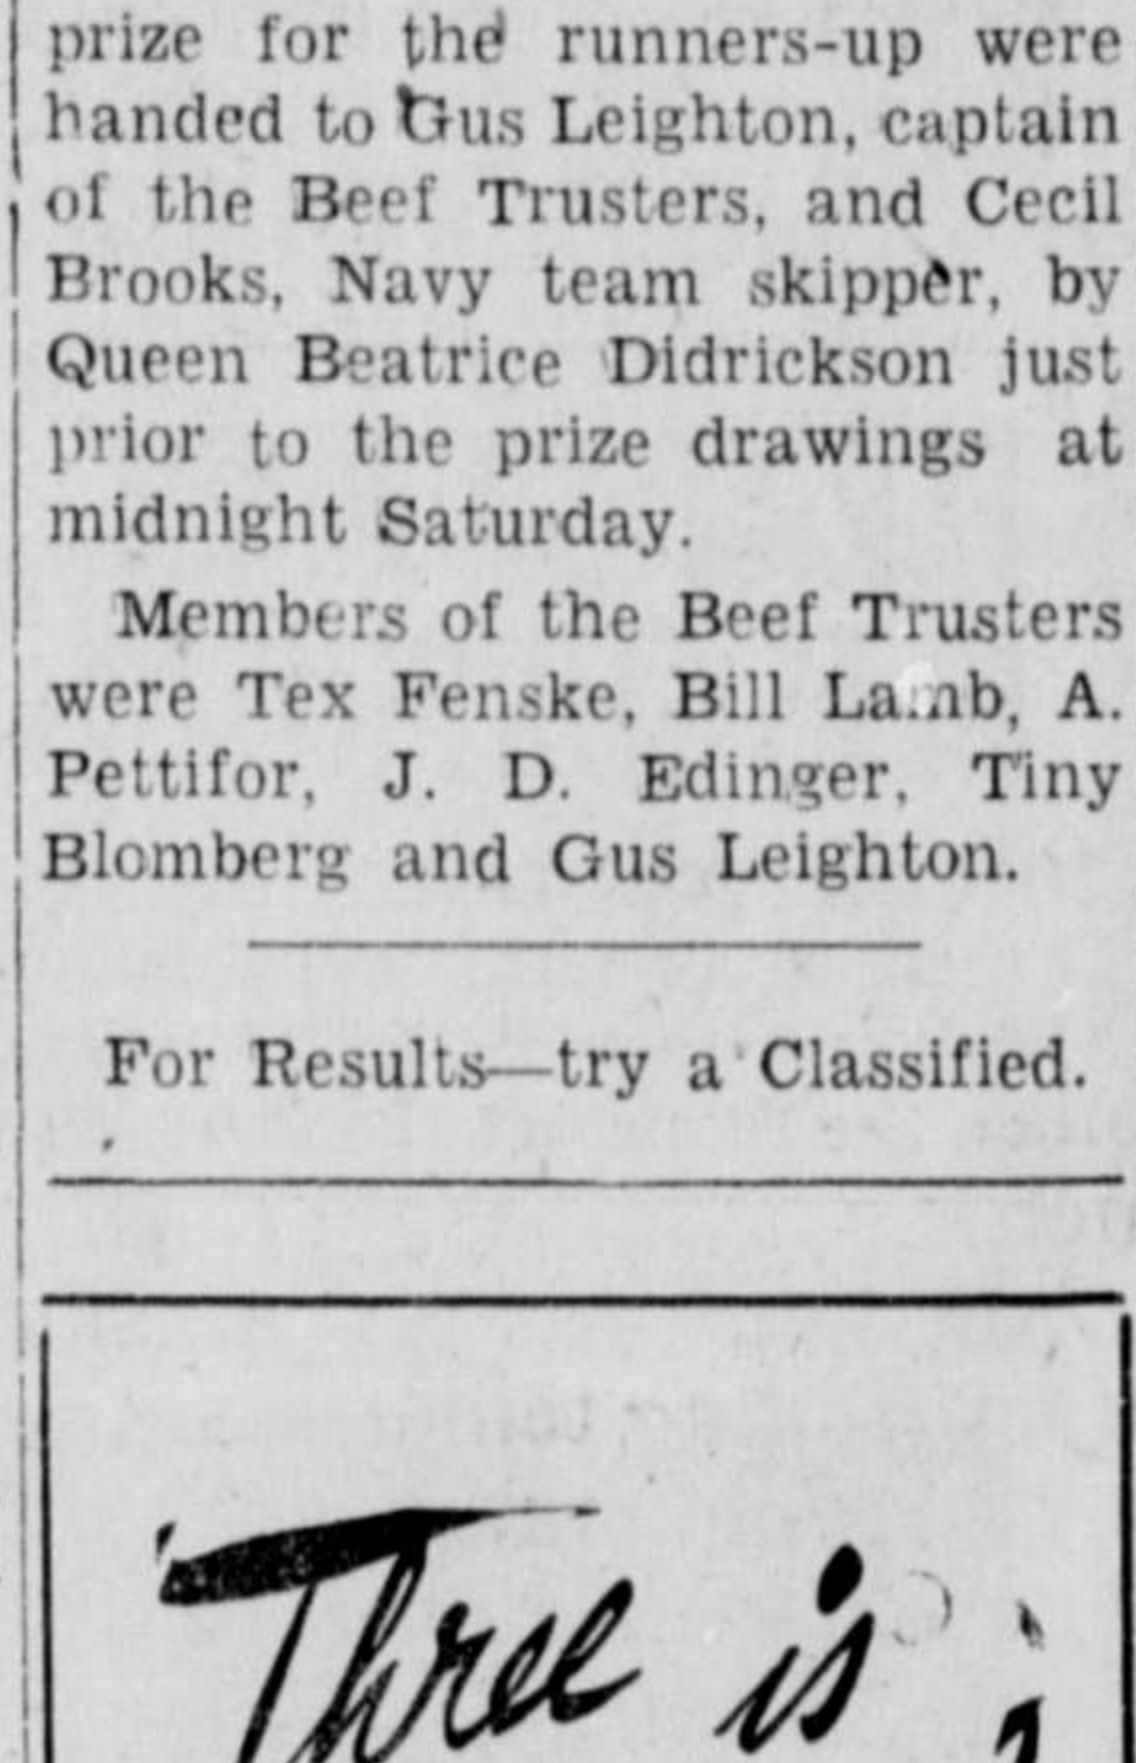 prize for the runners-up were
handed to Gus Leighton, captain
of the Beef Trusters, and Cecil
Brooks, Navy team skipper, by
Queen Beatrice Didrickson just
prior to the prize drawings at
midnight Saturday.
Members of the Beef Trusters
were Tex Fenske, Bill Lamb, A.
Pettifor, J. D. Edinger, Tiny
Blomberg and Gus Leighton.
For Results—try a Classified.
Three is